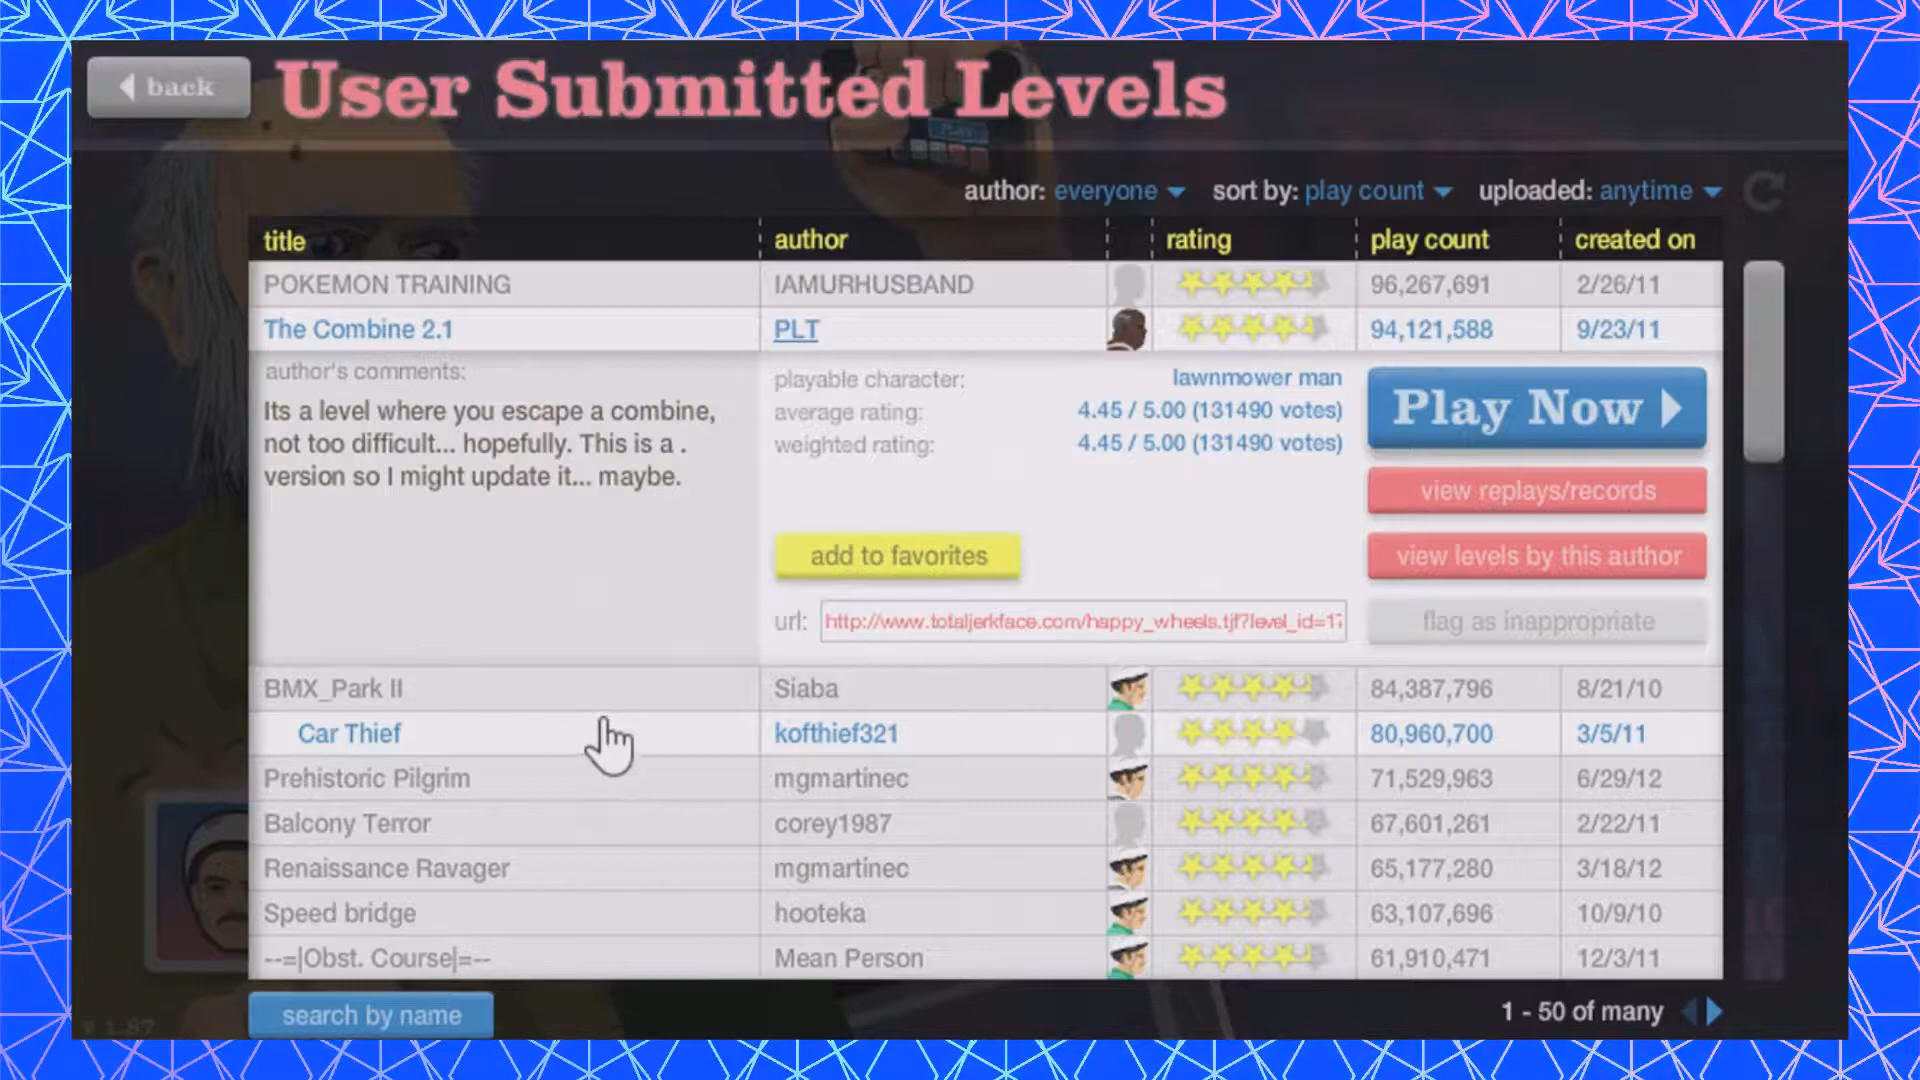 back
User Submitted Levels
author: everyone sort by: play count uploaded: anytime
title author rating play count created on
POKEMON TRAINING IAMURHUSBAND 96,267,691 2/26/11
The Combine 2.1 PLT 94,121,588 9/23/11
author's comments:
Its a level where you escape a combine,
not too difficult... hopefully. This is a .
version so I might update it... maybe.
playable character: lawnmower man
average rating: 4.45 / 5.00 (131490 votes)
weighted rating: 4.45 / 5.00 (131490 votes)
add to favorites
url: http://www.totaljerkface.com/happy_wheels.tjf?level_id=17
Play Now
view replays/records
view levels by this author
flag as inappropriate
BMX_Park II Siaba 84,387,796 8/21/10
Car Thief kofthief321 80,960,700 3/5/11
Prehistoric Pilgrim mgmartinec 71,529,963 6/29/12
Balcony Terror corey1987 67,601,261 2/22/11
Renaissance Ravager mgmartinec 65,177,280 3/18/12
Speed bridge hooteka 63,107,696 10/9/10
--=|Obst. Course|=-- Mean Person 61,910,471 12/3/11
search by name
1 - 50 of many
v 1.87